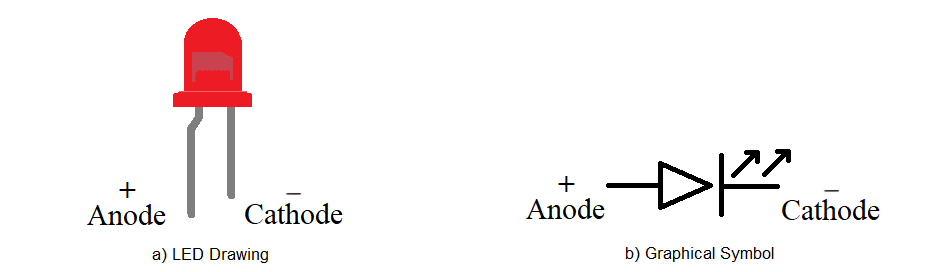 +
Anode
−
Cathode
a) LED Drawing
+
Anode
−
Cathode
b) Graphical Symbol